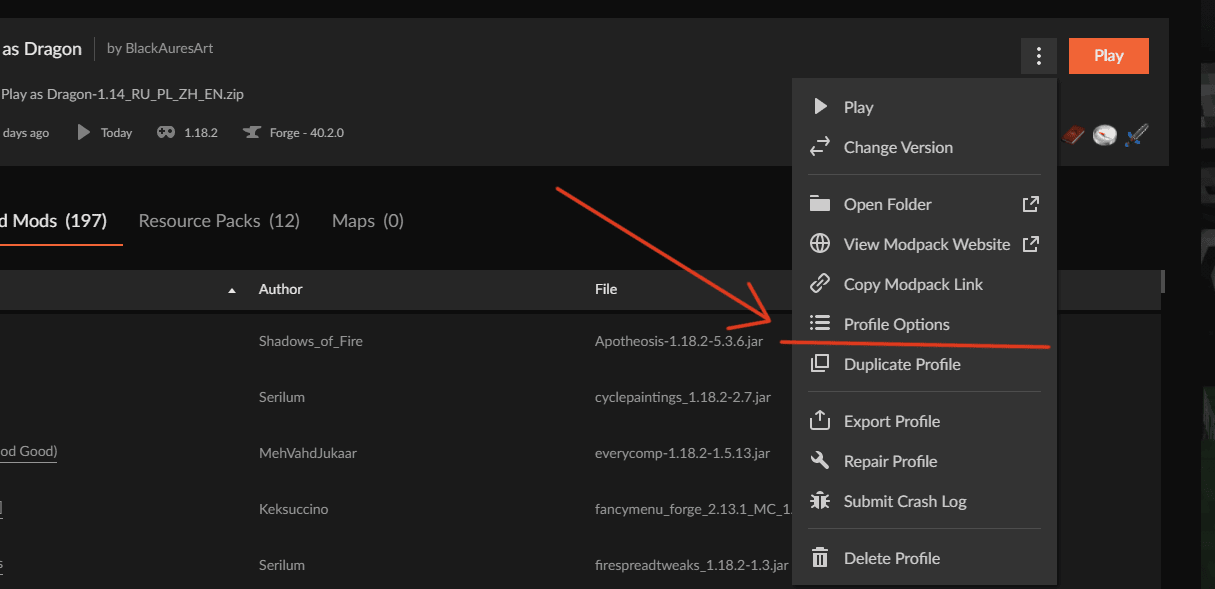 as Dragon
by BlackAuresArt
Play
Play as Dragon-1.14_RU_PL_ZH_EN.zip
days ago
Today
1.18.2
Forge - 40.2.0
Play
Change Version
Open Folder
View Modpack Website
Copy Modpack Link
Profile Options
Duplicate Profile
Export Profile
Repair Profile
Submit Crash Log
Delete Profile
d Mods (197)
Resource Packs (12)
Maps (0)
Author
File
Shadows_of_Fire
Apotheosis-1.18.2-5.3.6.jar
Serilum
cyclepaintings_1.18.2-2.7.jar
od Good)
MehVahdJukaar
everycomp-1.18.2-1.5.13.jar
Keksuccino
fancymenu_forge_2.13.1_MC_1.
Serilum
firespreadtweaks_1.18.2-1.3.jar